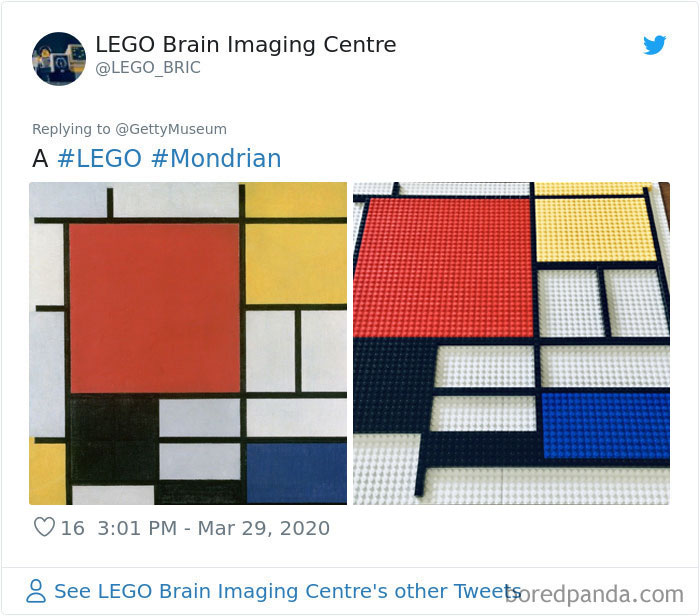 LEGO Brain Imaging Centre
@LEGO_BRIC
Replying to @GettyMuseum
A #LEGO #Mondrian
16 3:01 PM - Mar 29, 2020
See LEGO Brain Imaging Centre's other Tweets
boredpanda.com